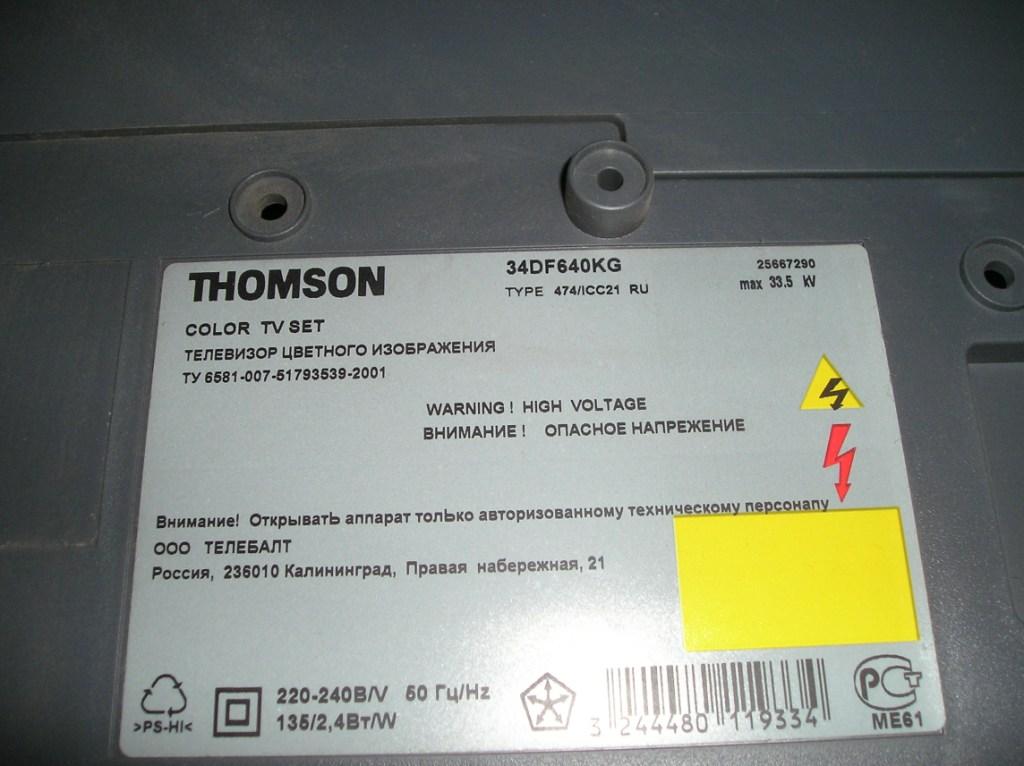 THOMSON
34DF640KG
25667290
TYPE 474/ICC21 RU
max 33.5 kV
COLOR TV SET
ТЕЛЕВИЗОР ЦВЕТНОГО ИЗОБРАЖЕНИЯ
ТУ 6581-007-51793539-2001
WARNING ! HIGH VOLTAGE
ВНИМАНИЕ ! ОПАСНОЕ НАПРЕЖЕНИЕ
Внимание! Открывать аппарат только авторизованному техническому персонапу
ООО ТЕЛЕБАЛТ
Россия, 236010 Калининград, Правая набережная, 21
>PS-HI<
220-240В/V 50 Гц/Hz
135/2,4Вт/W
3 244480 119334
РСТ
ME61